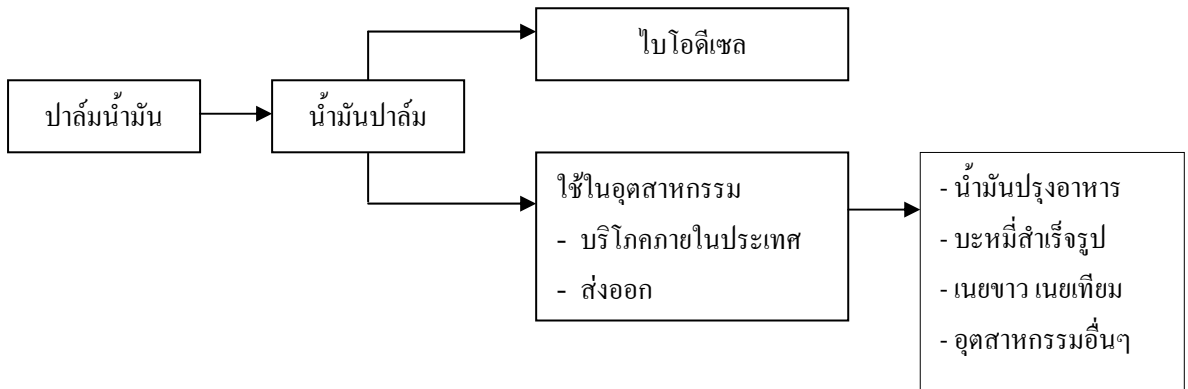 ไบโอดีเซล
ปาล์มน้ำมัน
น้ำมันปาล์ม
ใช้ในอุตสาหกรรม
- บริโภคภายในประเทศ
- ส่งออก
- น้ำมันปรุงอาหาร
- บะหมี่สำเร็จรูป
- เนยขาว เนยเทียม
- อุตสาหกรรมอื่นๆ